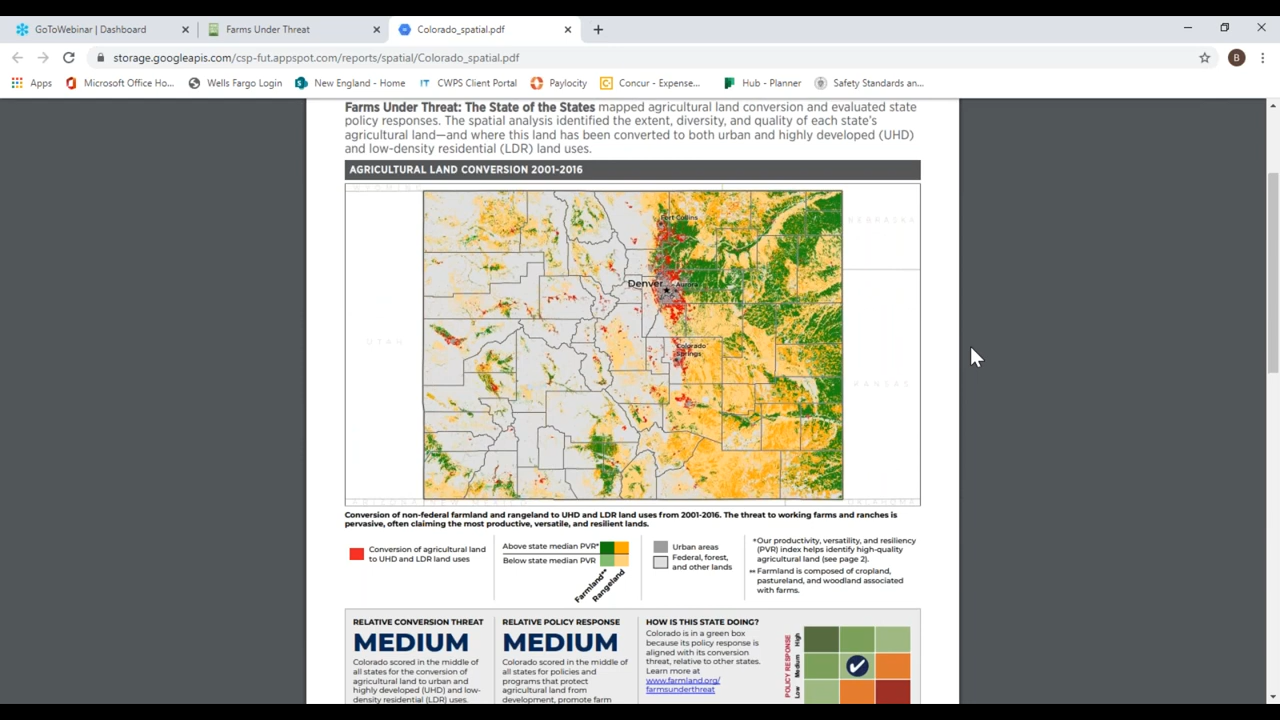 GoToWebinar | Dashboard
Farms Under Threat
Colorado_spatial.pdf
storage.googleapis.com/csp-fut.appspot.com/reports/spatial/Colorado_spatial.pdf
B
Apps
Microsoft Office Ho...
Wells Fargo Login
New England - Home
IT CWPS Client Portal
Paylocity
Concur - Expense...
Hub - Planner
Safety Standards an...
Farms Under Threat: The State of the States mapped agricultural land conversion and evaluated state
policy responses. The spatial analysis identified the extent, diversity, and quality of each state's
agricultural land—and where this land has been converted to both urban and highly developed (UHD)
and low-density residential (LDR) land uses.
AGRICULTURAL LAND CONVERSION 2001-2016
Fort Collins
NEBRASKA
Denver
Aurora
UTAH
Colorado
Springs
KANSAS
OKLAHOMA
Conversion of non-federal farmland and rangeland to UHD and LDR land uses from 2001-2016. The threat to working farms and ranches is
pervasive, often claiming the most productive, versatile, and resilient lands.
Conversion of agricultural land
to UHD and LDR land uses
Above state median PVR*
Below state median PVR
Farmland**
Rangeland
Urban areas
Federal, forest,
and other lands
*Our productivity, versatility, and resiliency
(PVR) index helps identify high-quality
agricultural land (see page 2).
** Farmland is composed of cropland,
pastureland, and woodland associated
with farms.
RELATIVE CONVERSION THREAT
MEDIUM
Colorado scored in the middle of
all states for the conversion of
agricultural land to urban and
highly developed (UHD) and low-
density residential (LDR) uses.
RELATIVE POLICY RESPONSE
MEDIUM
Colorado scored in the middle of
all states for policies and
programs that protect
agricultural land from
development, promote farm
HOW IS THIS STATE DOING?
Colorado is in a green box
because its policy response is
aligned with its conversion
threat, relative to other states.
Learn more at
www.farmland.org/
farmsunderthreat
POLICY RESPONSE
High
Medium
Low